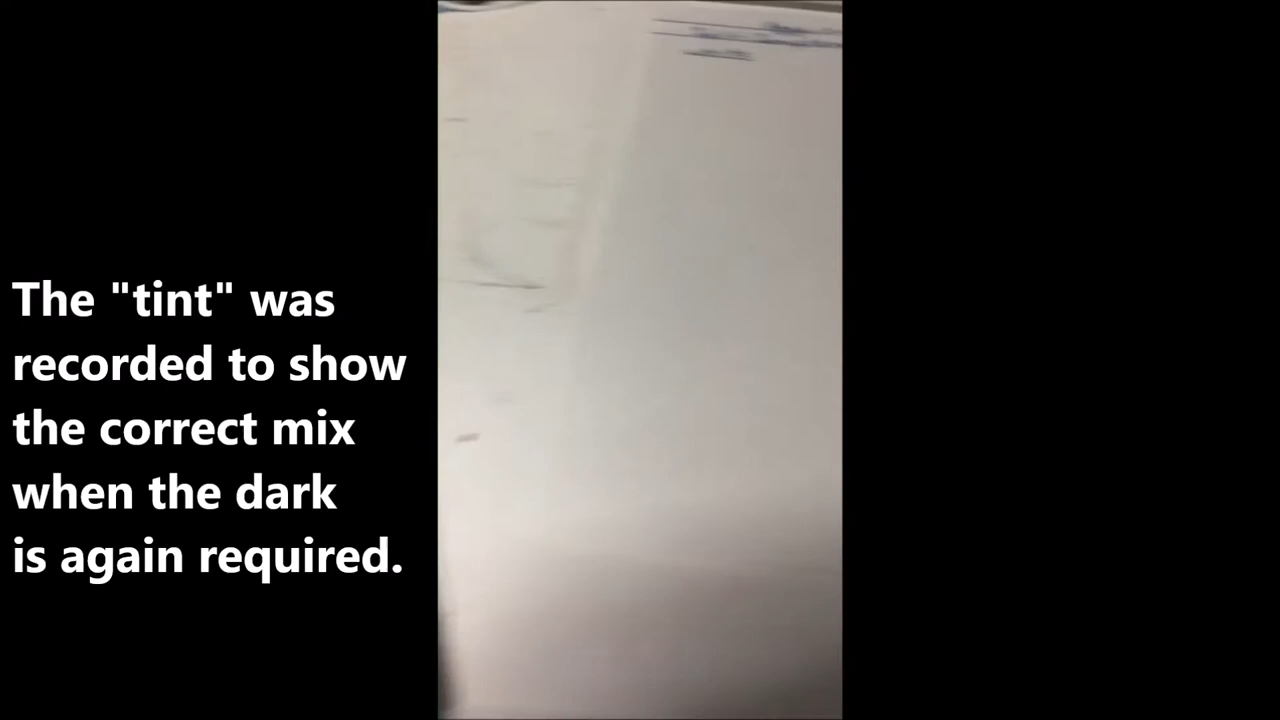 The "tint" was
recorded to show
the correct mix
when the dark
is again required.